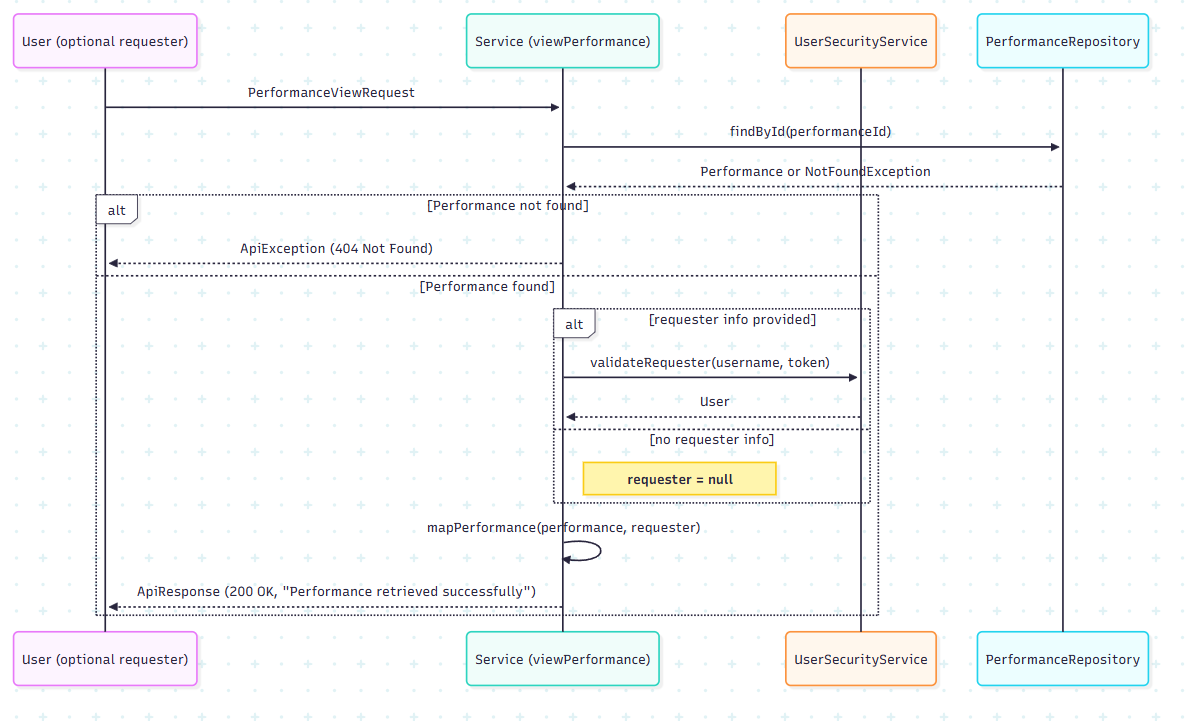 User (optional requester)
Service (viewPerformance)
UserSecurityService
PerformanceRepository
PerformanceViewRequest
findById(performanceId)
Performance or NotFoundException
alt
[Performance not found]
ApiException (404 Not Found)
[Performance found]
alt
[requester info provided]
validateRequester(username, token)
User
[no requester info]
requester = null
mapPerformance(performance, requester)
ApiResponse (200 OK, "Performance retrieved successfully")
User (optional requester)
Service (viewPerformance)
UserSecurityService
PerformanceRepository